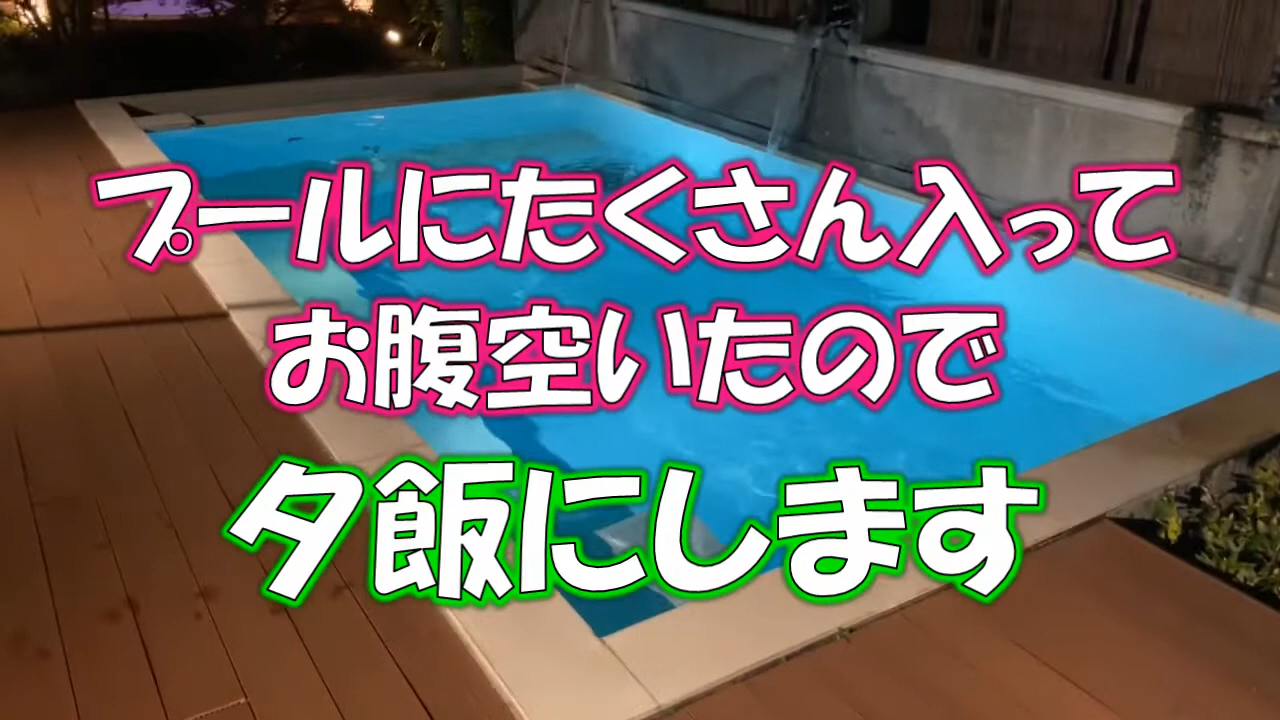 プールにたくさん入って
お腹空いたので
夕飯にします